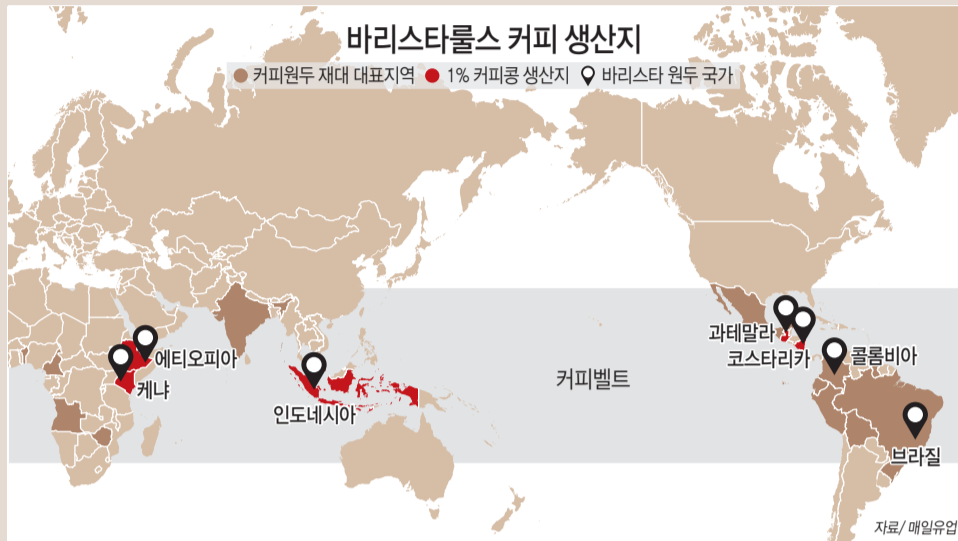 바리스타룰스 커피 생산지
커피원두 재대 대표지역 1% 커피콩 생산지 바리스타 원두 국가
에티오피아
케냐
인도네시아
커피벨트
과테말라
코스타리카
콜롬비아
브라질
자료/ 매일유업